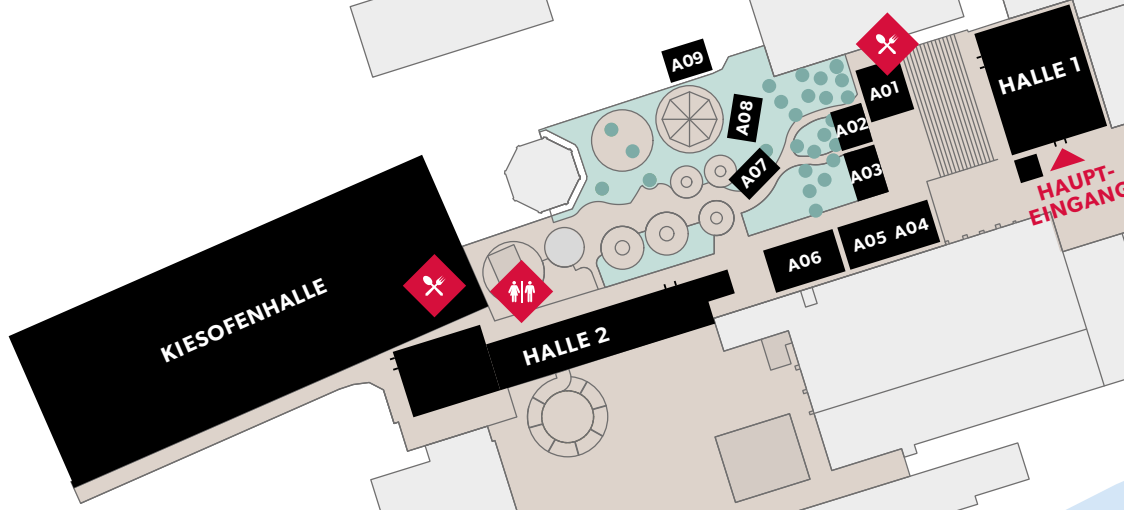 A09
A08
A07
A01
A02
A03
HALLE 1
HAUPT-
EINGANG
A05 A04
A06
KIESOFENHALLE
HALLE 2